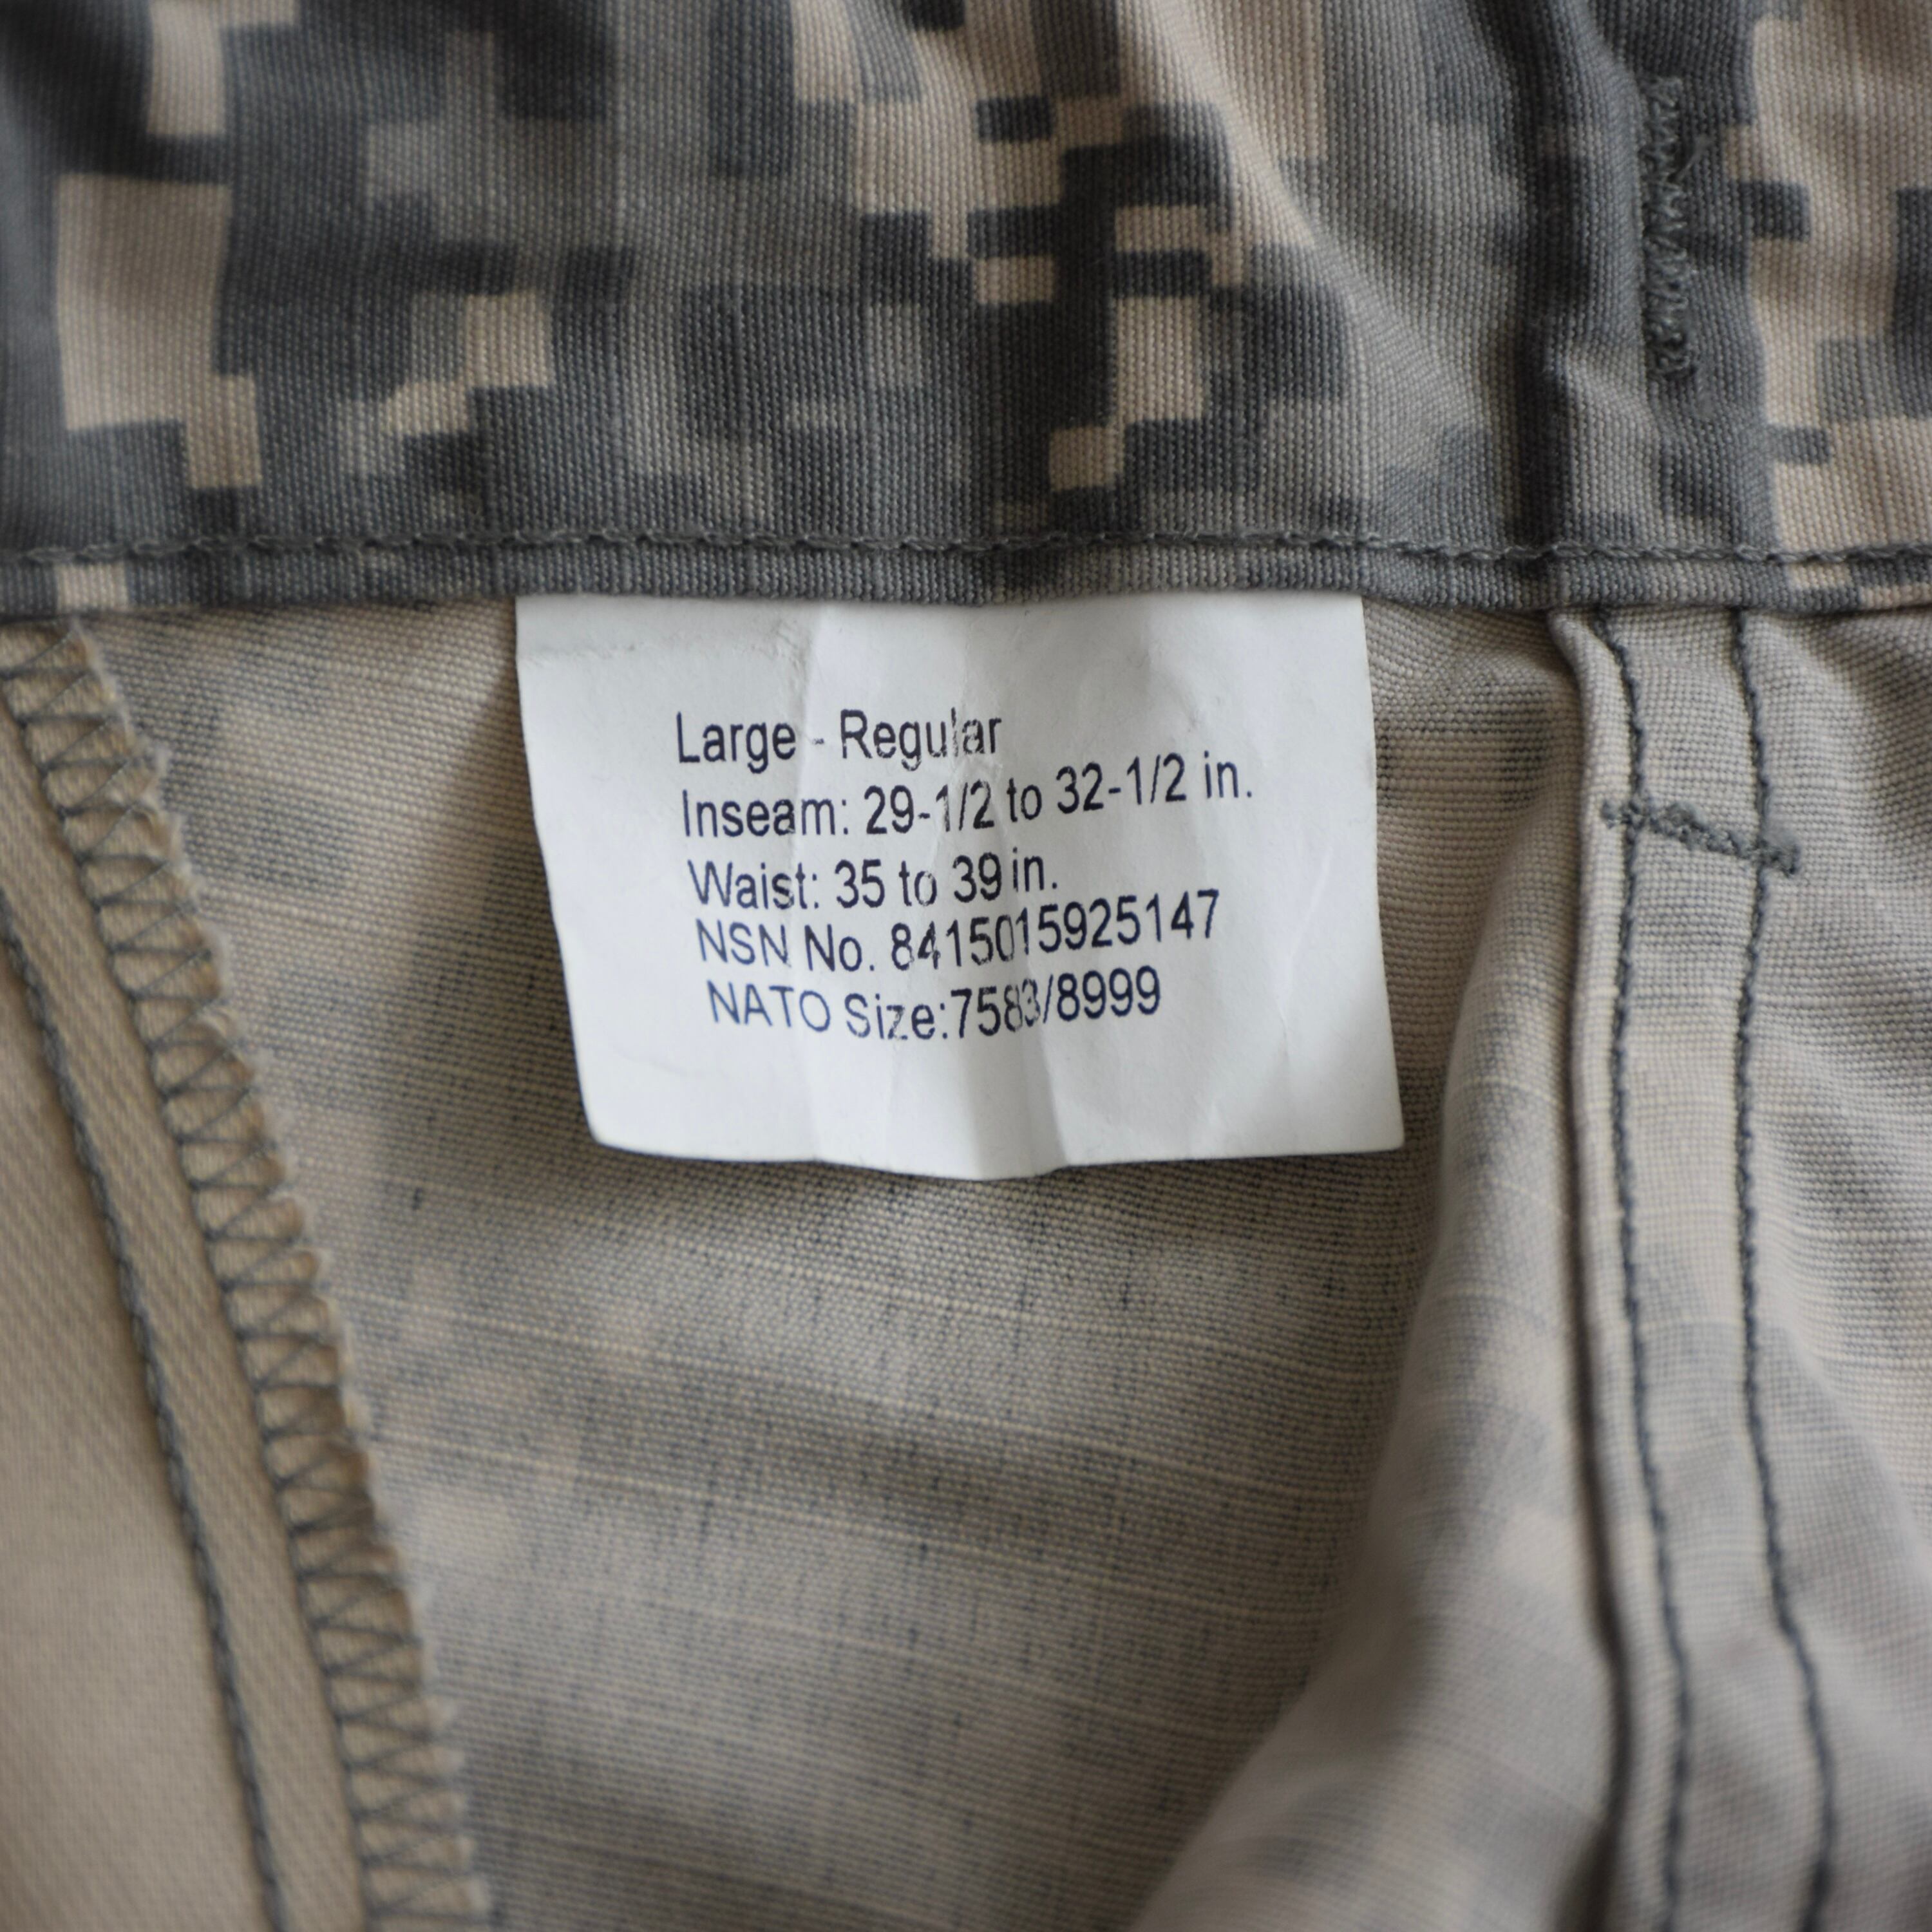 Large - Regular
Inseam: 29-1/2 to 32-1/2 in.
Waist: 35 to 39 in.
NSN No. 8415015925147
NATO Size:7583/8999